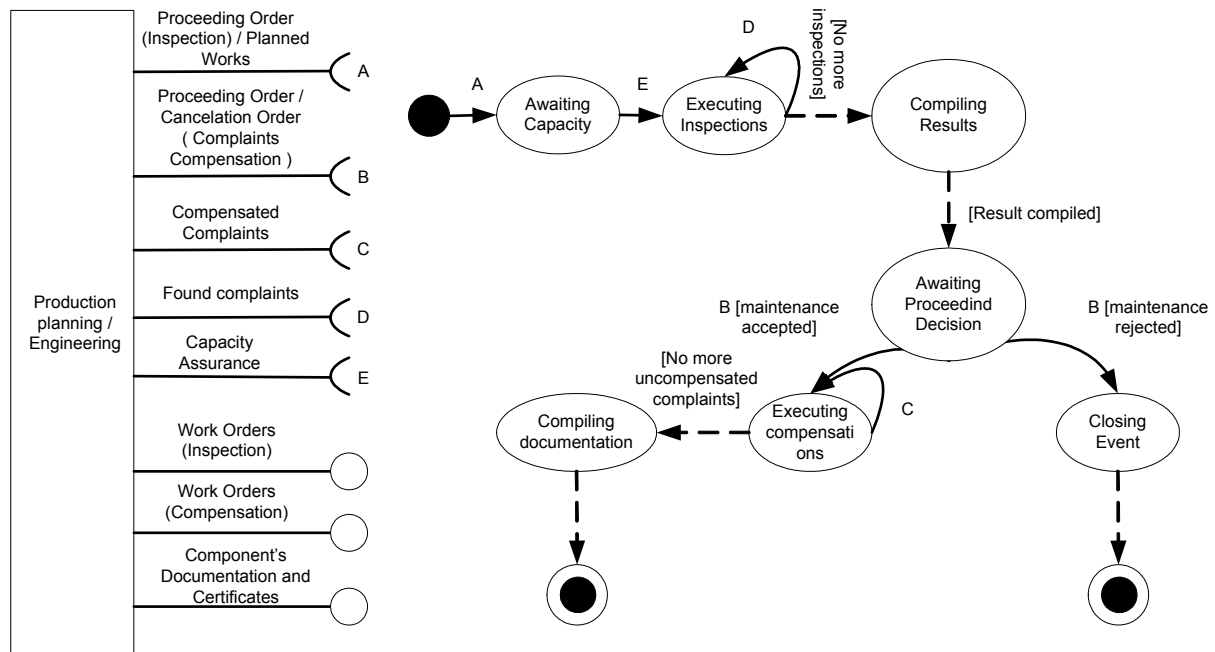 Proceeding Order
(Inspection) / Planned
Works
A
Proceeding Order /
Cancelation Order
( Complaints
Compensation )
B
Compensated
Complaints
C
Found complaints
D
Capacity
Assurance
E
Production
planning /
Engineering
Work Orders
(Inspection)
Work Orders
(Compensation)
Component's
Documentation and
Certificates
A
Awaiting
Capacity
E
Executing
Inspections
D
[No more
inspections]
Compiling
Results
[Result compiled]
Awaiting
Proceedind
Decision
B [maintenance
accepted]
B [maintenance
rejected]
[No more
uncompensated
complaints]
Compiling
documentation
Executing
compensati
ons
C
Closing
Event